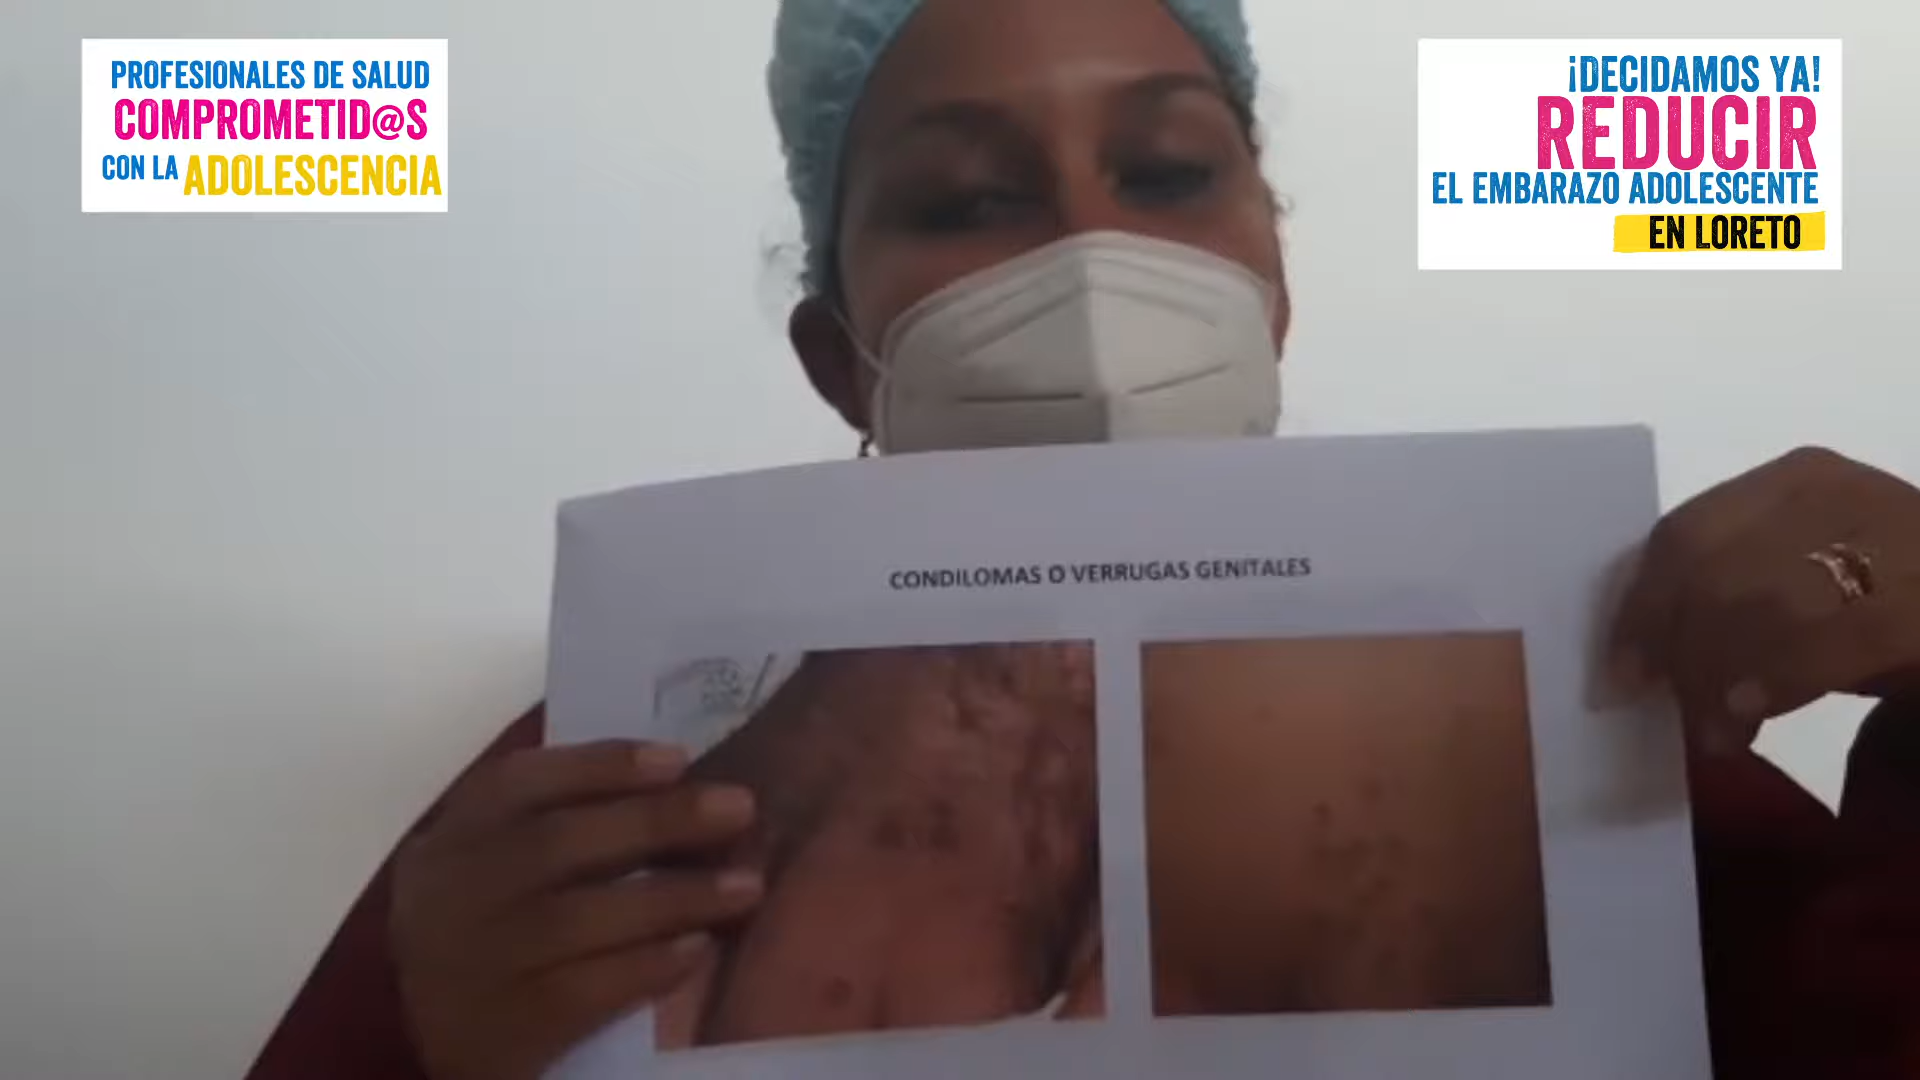 PROFESIONALES DE SALUD
COMPROMETID@S
CON LA ADOLESCENCIA
¡DECIDAMOS YA!
REDUCIR
EL EMBARAZO ADOLESCENTE
EN LORETO
CONDILOMAS O VERRUGAS GENITALES